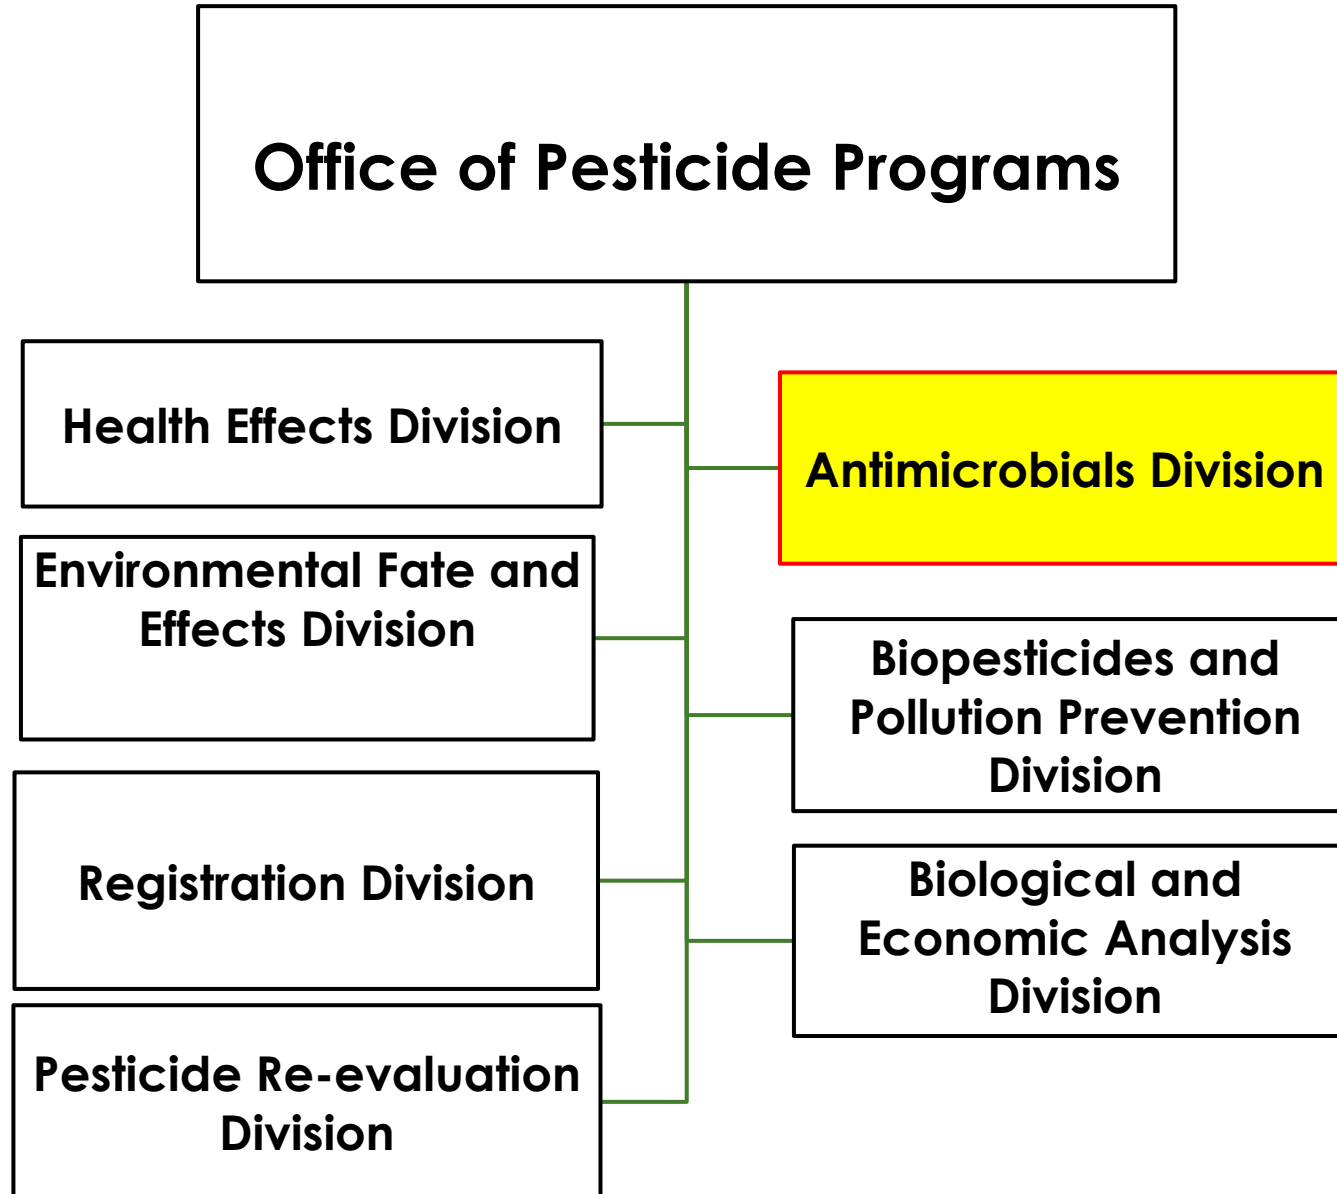 Office of Pesticide Programs
Health Effects Division
Antimicrobials Division
Environmental Fate and
Effects Division
Biopesticides and
Pollution Prevention
Division
Registration Division
Biological and
Economic Analysis
Division
Pesticide Re-evaluation
Division